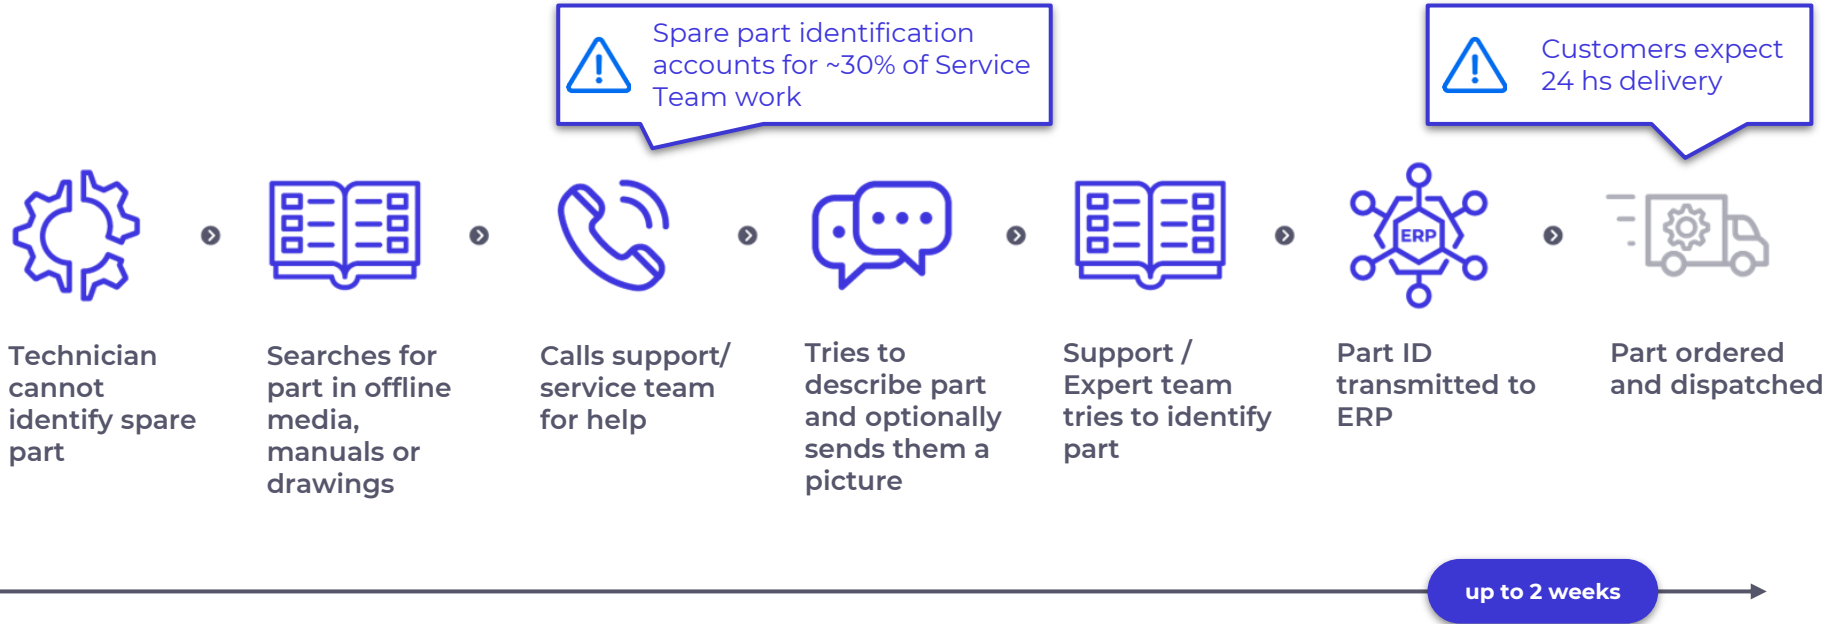 Spare part identification
accounts for ~30% of Service
Team work
Customers expect
24 hs delivery
ERP
Technician
cannot
identify spare
part
Searches for
part in offline
media,
manuals or
drawings
Calls support/
service team
for help
Tries to
describe part
and optionally
sends them a
picture
Support /
Expert team
tries to identify
part
Part ID
transmitted to
ERP
Part ordered
and dispatched
up to 2 weeks